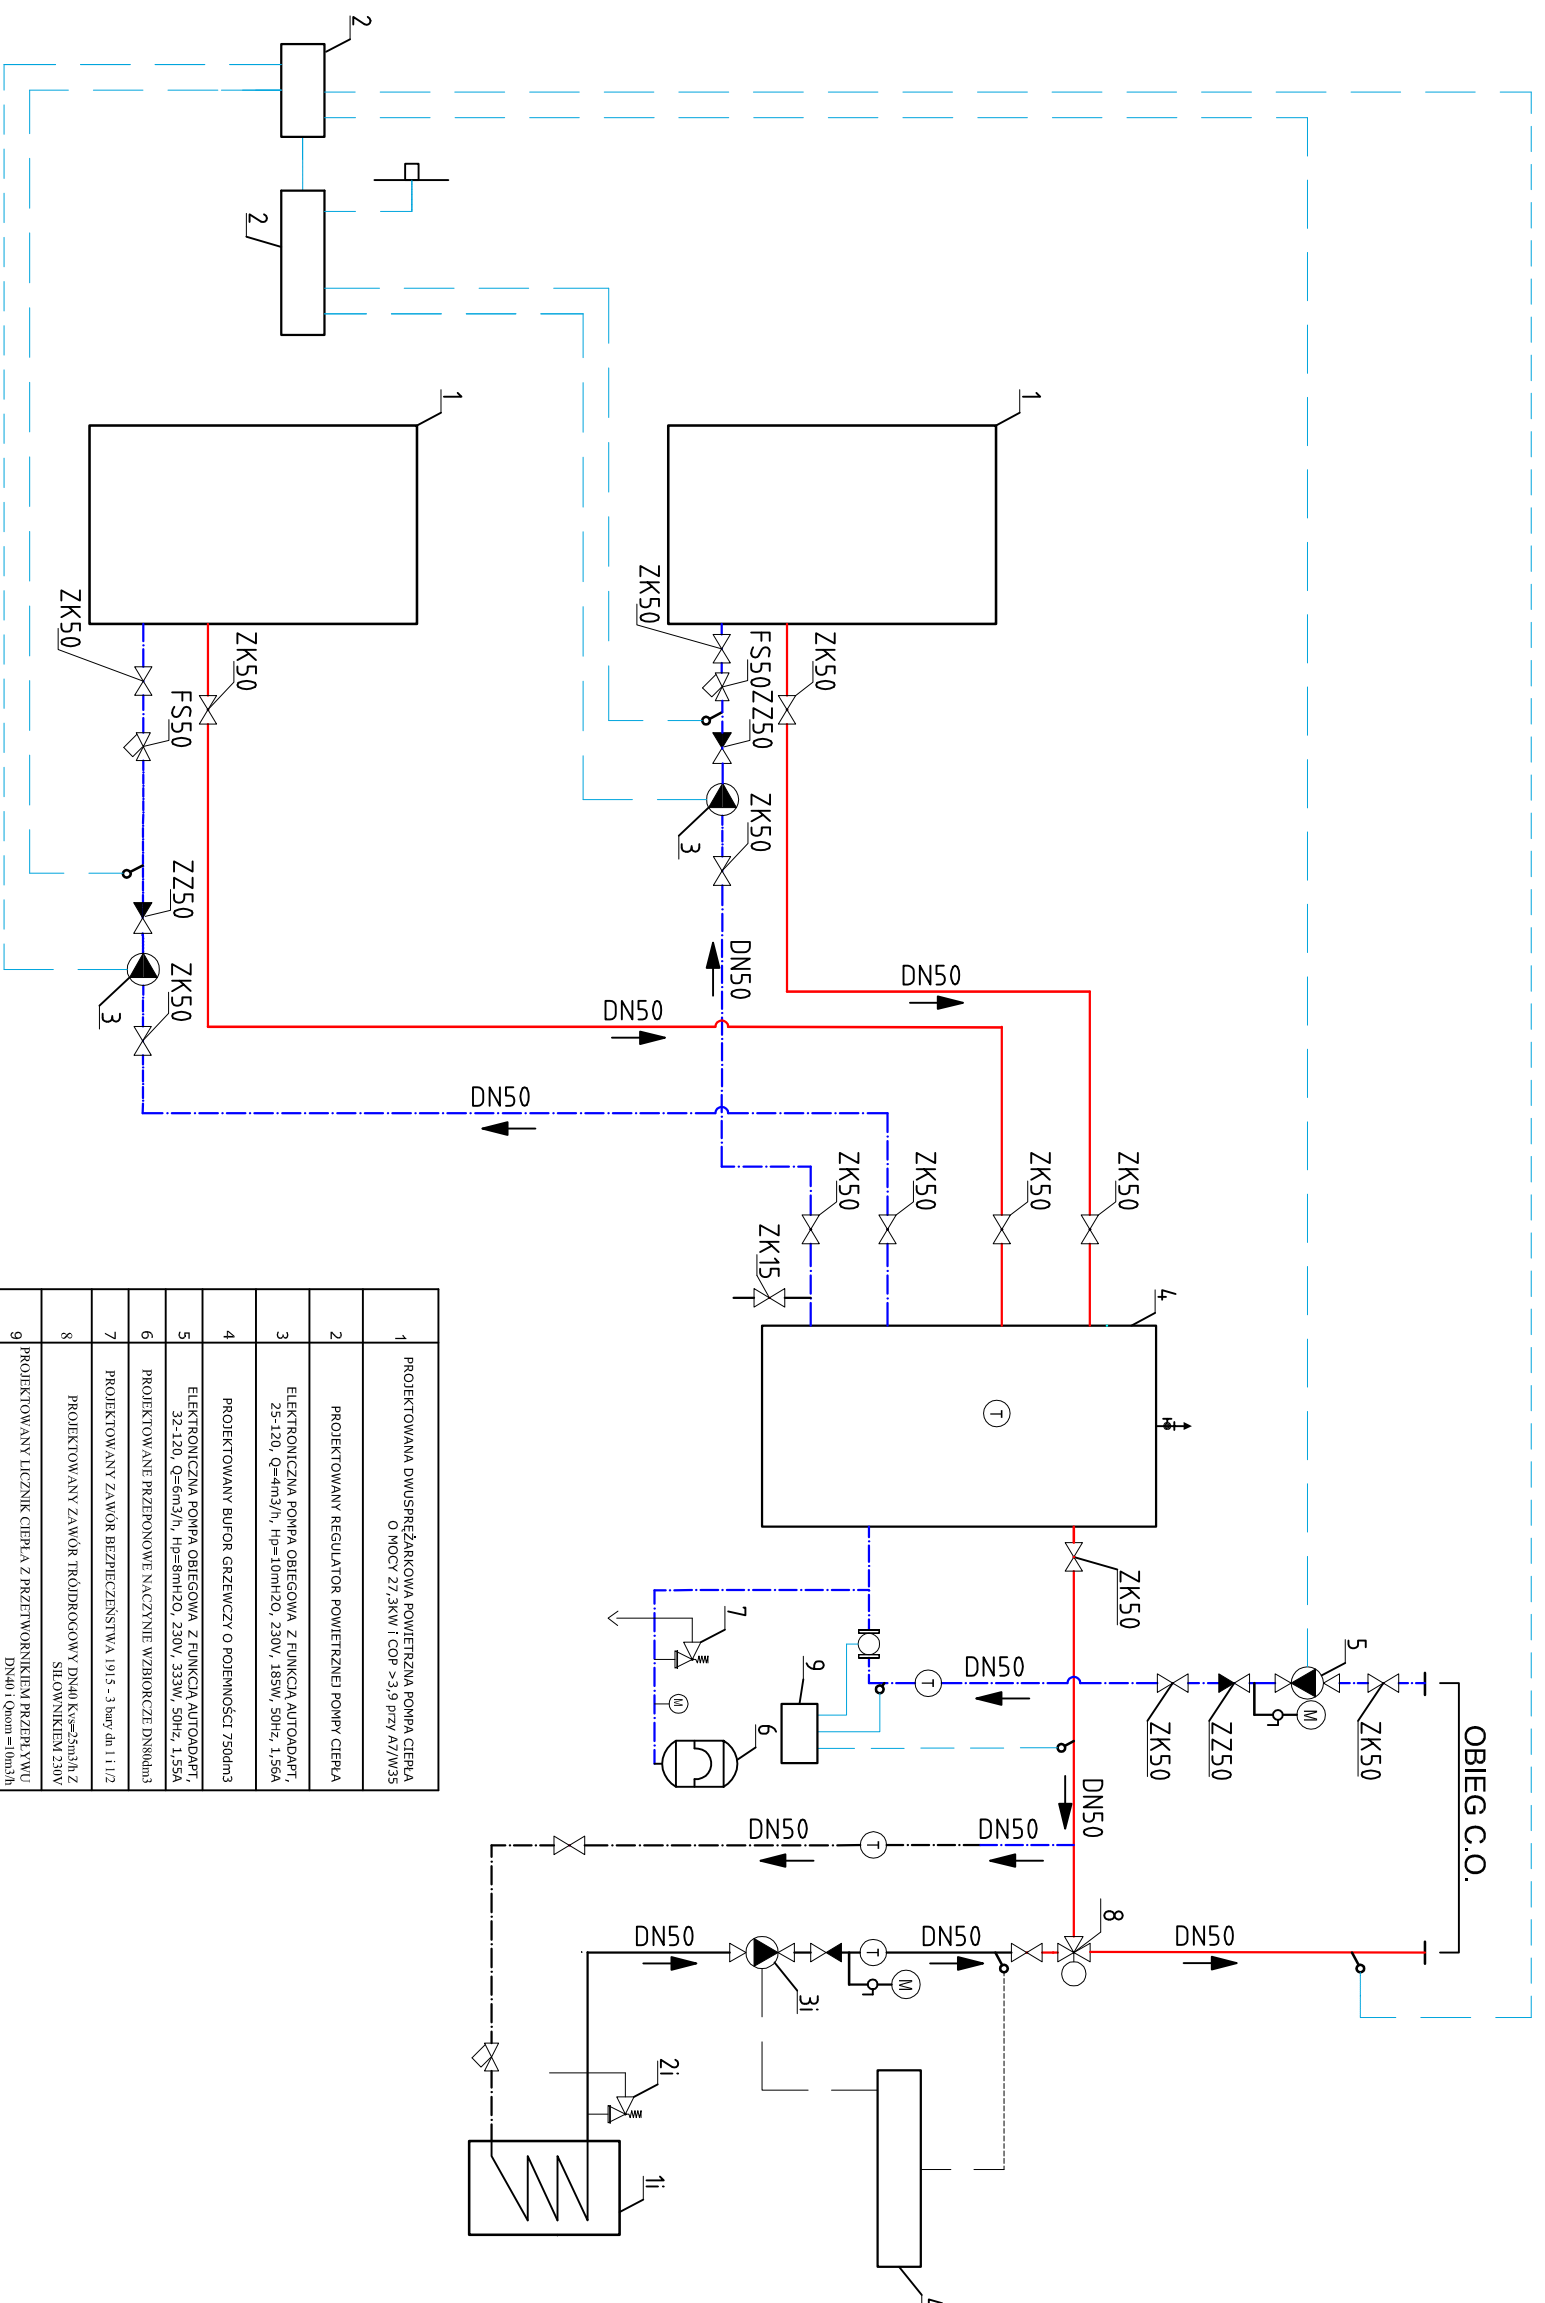 OBIEG C.O.
DN50
ZK50
5
ZK50
ZZ50
M
ZK50
DN50
8
DN50
ZK50
DN50
T
4
ZK50
ZK50
ZK50
ZK50
ZK15
T
DN50
T
M
DN50
T
DN50
3i
DN50
9
6
7
M
2i
1i
1
ZK50
FS50
ZZ50
ZK50
ZK50
3
DN50
DN50
DN50
DN50
1
ZK50
ZK50
FS50
ZZ50
ZK50
3
2
2
1 PROJEKTOWANA DWUSPRĘŻARKOWA POWIETRZNA POMPA CIEPŁA
O MOCY 27,3KW i COP >3,9 przy A7/W35
2 PROJEKTOWANY REGULATOR POWIETRZNEJ POMPY CIEPŁA
3 ELEKTRONICZNA POMPA OBIEGOWA Z FUNKCJĄ AUTOADAPT,
25-120, Q=4m3/h, Hp=10mH2O, 230V, 185W, 50Hz, 1,56A
4 PROJEKTOWANY BUFOR GRZEWCZY O POJEMNOŚCI 750dm3
5 ELEKTRONICZNA POMPA OBIEGOWA Z FUNKCJĄ AUTOADAPT,
32-120, Q=6m3/h, Hp=8mH2O, 230V, 333W, 50Hz, 1,55A
6 PROJEKTOWANE PRZEPONOWE NACZYNIE WZBIORCZE DN80dm3
7 PROJEKTOWANY ZAWÓR BEZPIECZEŃSTWA 1915 - 3 bary dn 1 i 1/2
8 PROJEKTOWANY ZAWÓR TRÓJDROGOWY DN40 Kvs=25m3/h Z
SIŁOWNIKIEM 230V
9 PROJEKTOWANY LICZNIK CIEPŁA Z PRZETWORNIKIEM PRZEPŁYWU
DN40 i Qnom=10m3/h